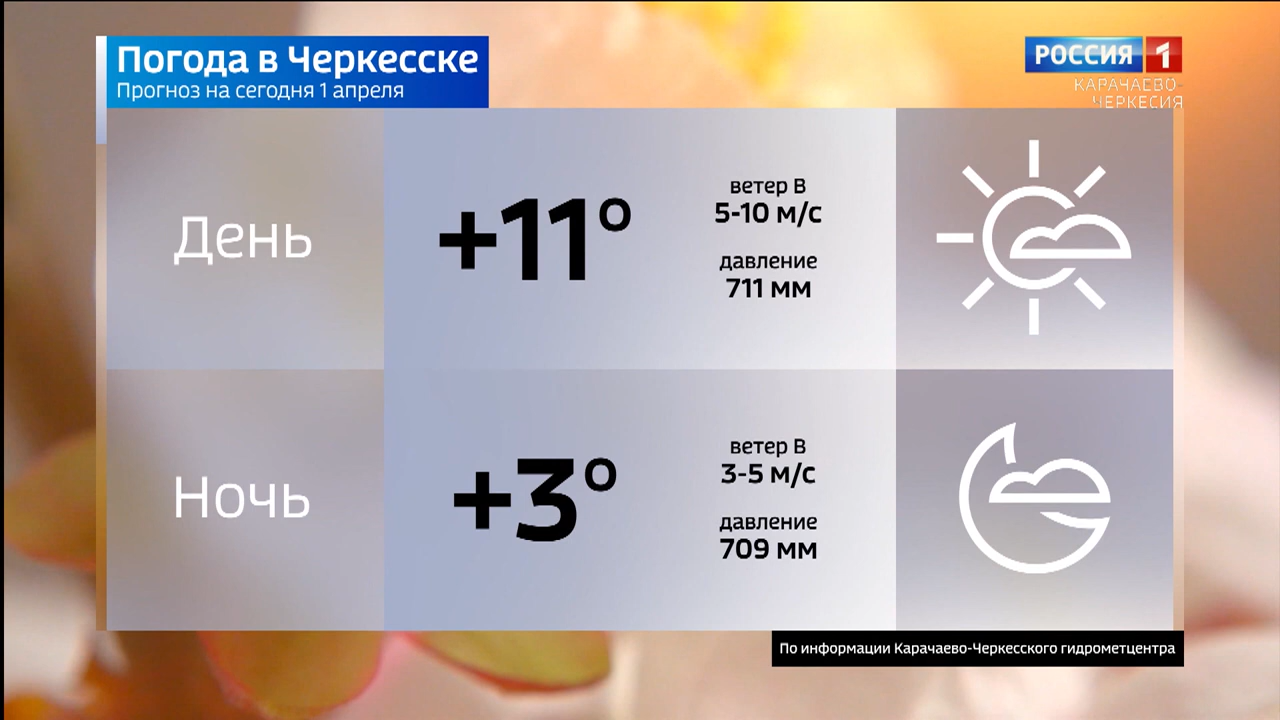 Погода в Черкесске
Прогноз на сегодня 1 апреля
РОССИЯ 1
КАРАЧАЕВО-
ЧЕРКЕСИЯ
День
+11°
ветер В
5-10 м/с
давление
711 мм
Ночь
+3°
ветер В
3-5 м/с
давление
709 мм
По информации Карачаево-Черкесского гидрометцентра